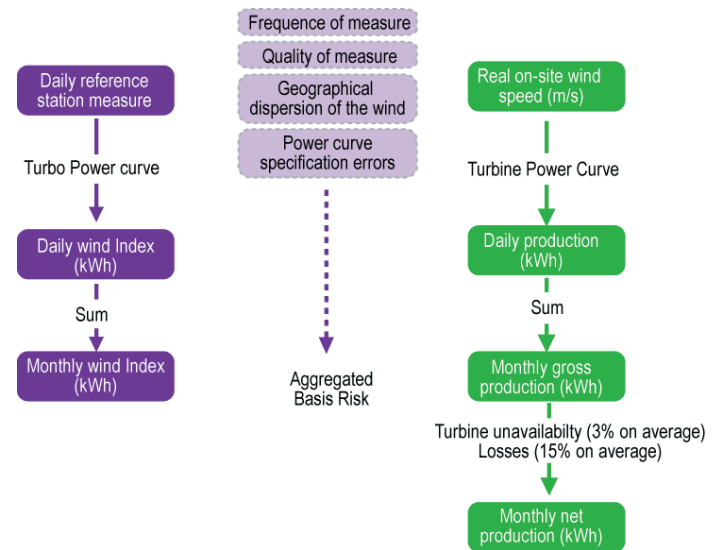 Daily reference
station measure
Turbo Power curve
Daily wind Index
(kWh)
Sum
Monthly wind Index
(kWh)
Frequence of measure
Quality of measure
Geographical
dispersion of the wind
Power curve
specification errors
Aggregated
Basis Risk
Real on-site wind
speed (m/s)
Turbine Power Curve
Daily production
(kWh)
Sum
Monthly gross
production (kWh)
Turbine unavailabilty (3% on average)
Losses (15% on average)
Monthly net
production (kWh)